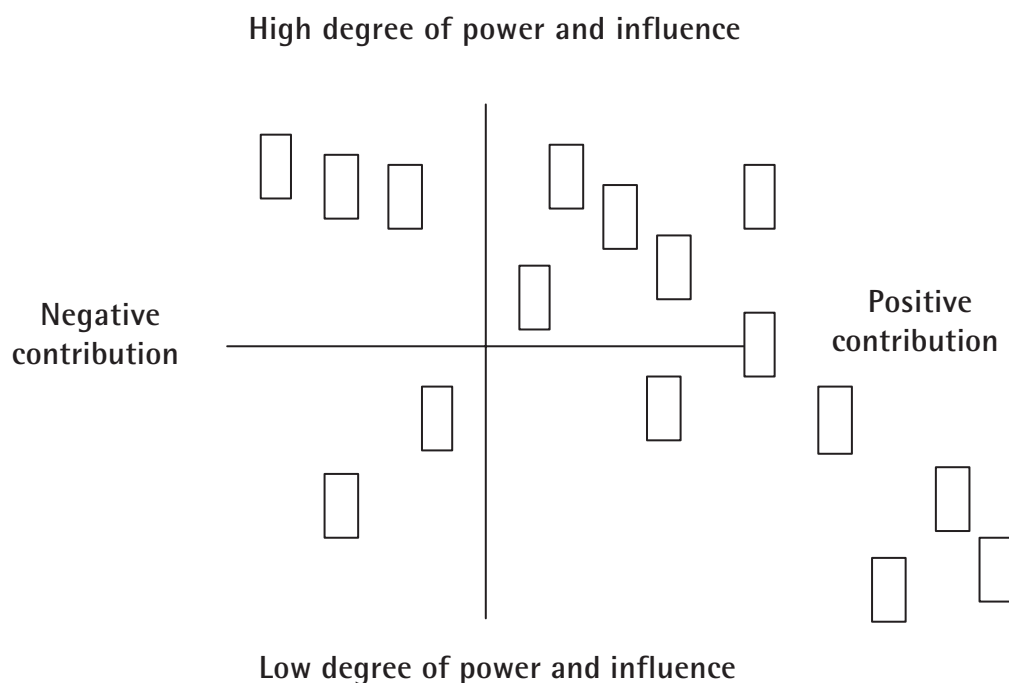 High degree of power and influence
Negative
contribution
Positive
contribution
Low degree of power and influence